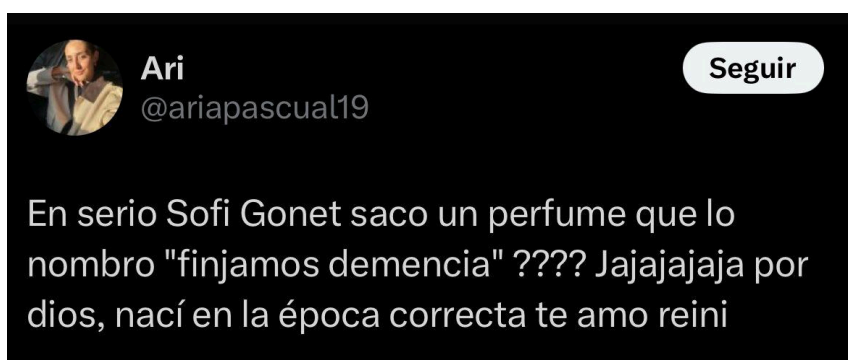 Ari
Seguir
@ariapascual19
En serio Sofi Gonet saco un perfume que lo
nombro "finjamos demencia" ???? Jajajajaja por
dios, nací en la época correcta te amo reini